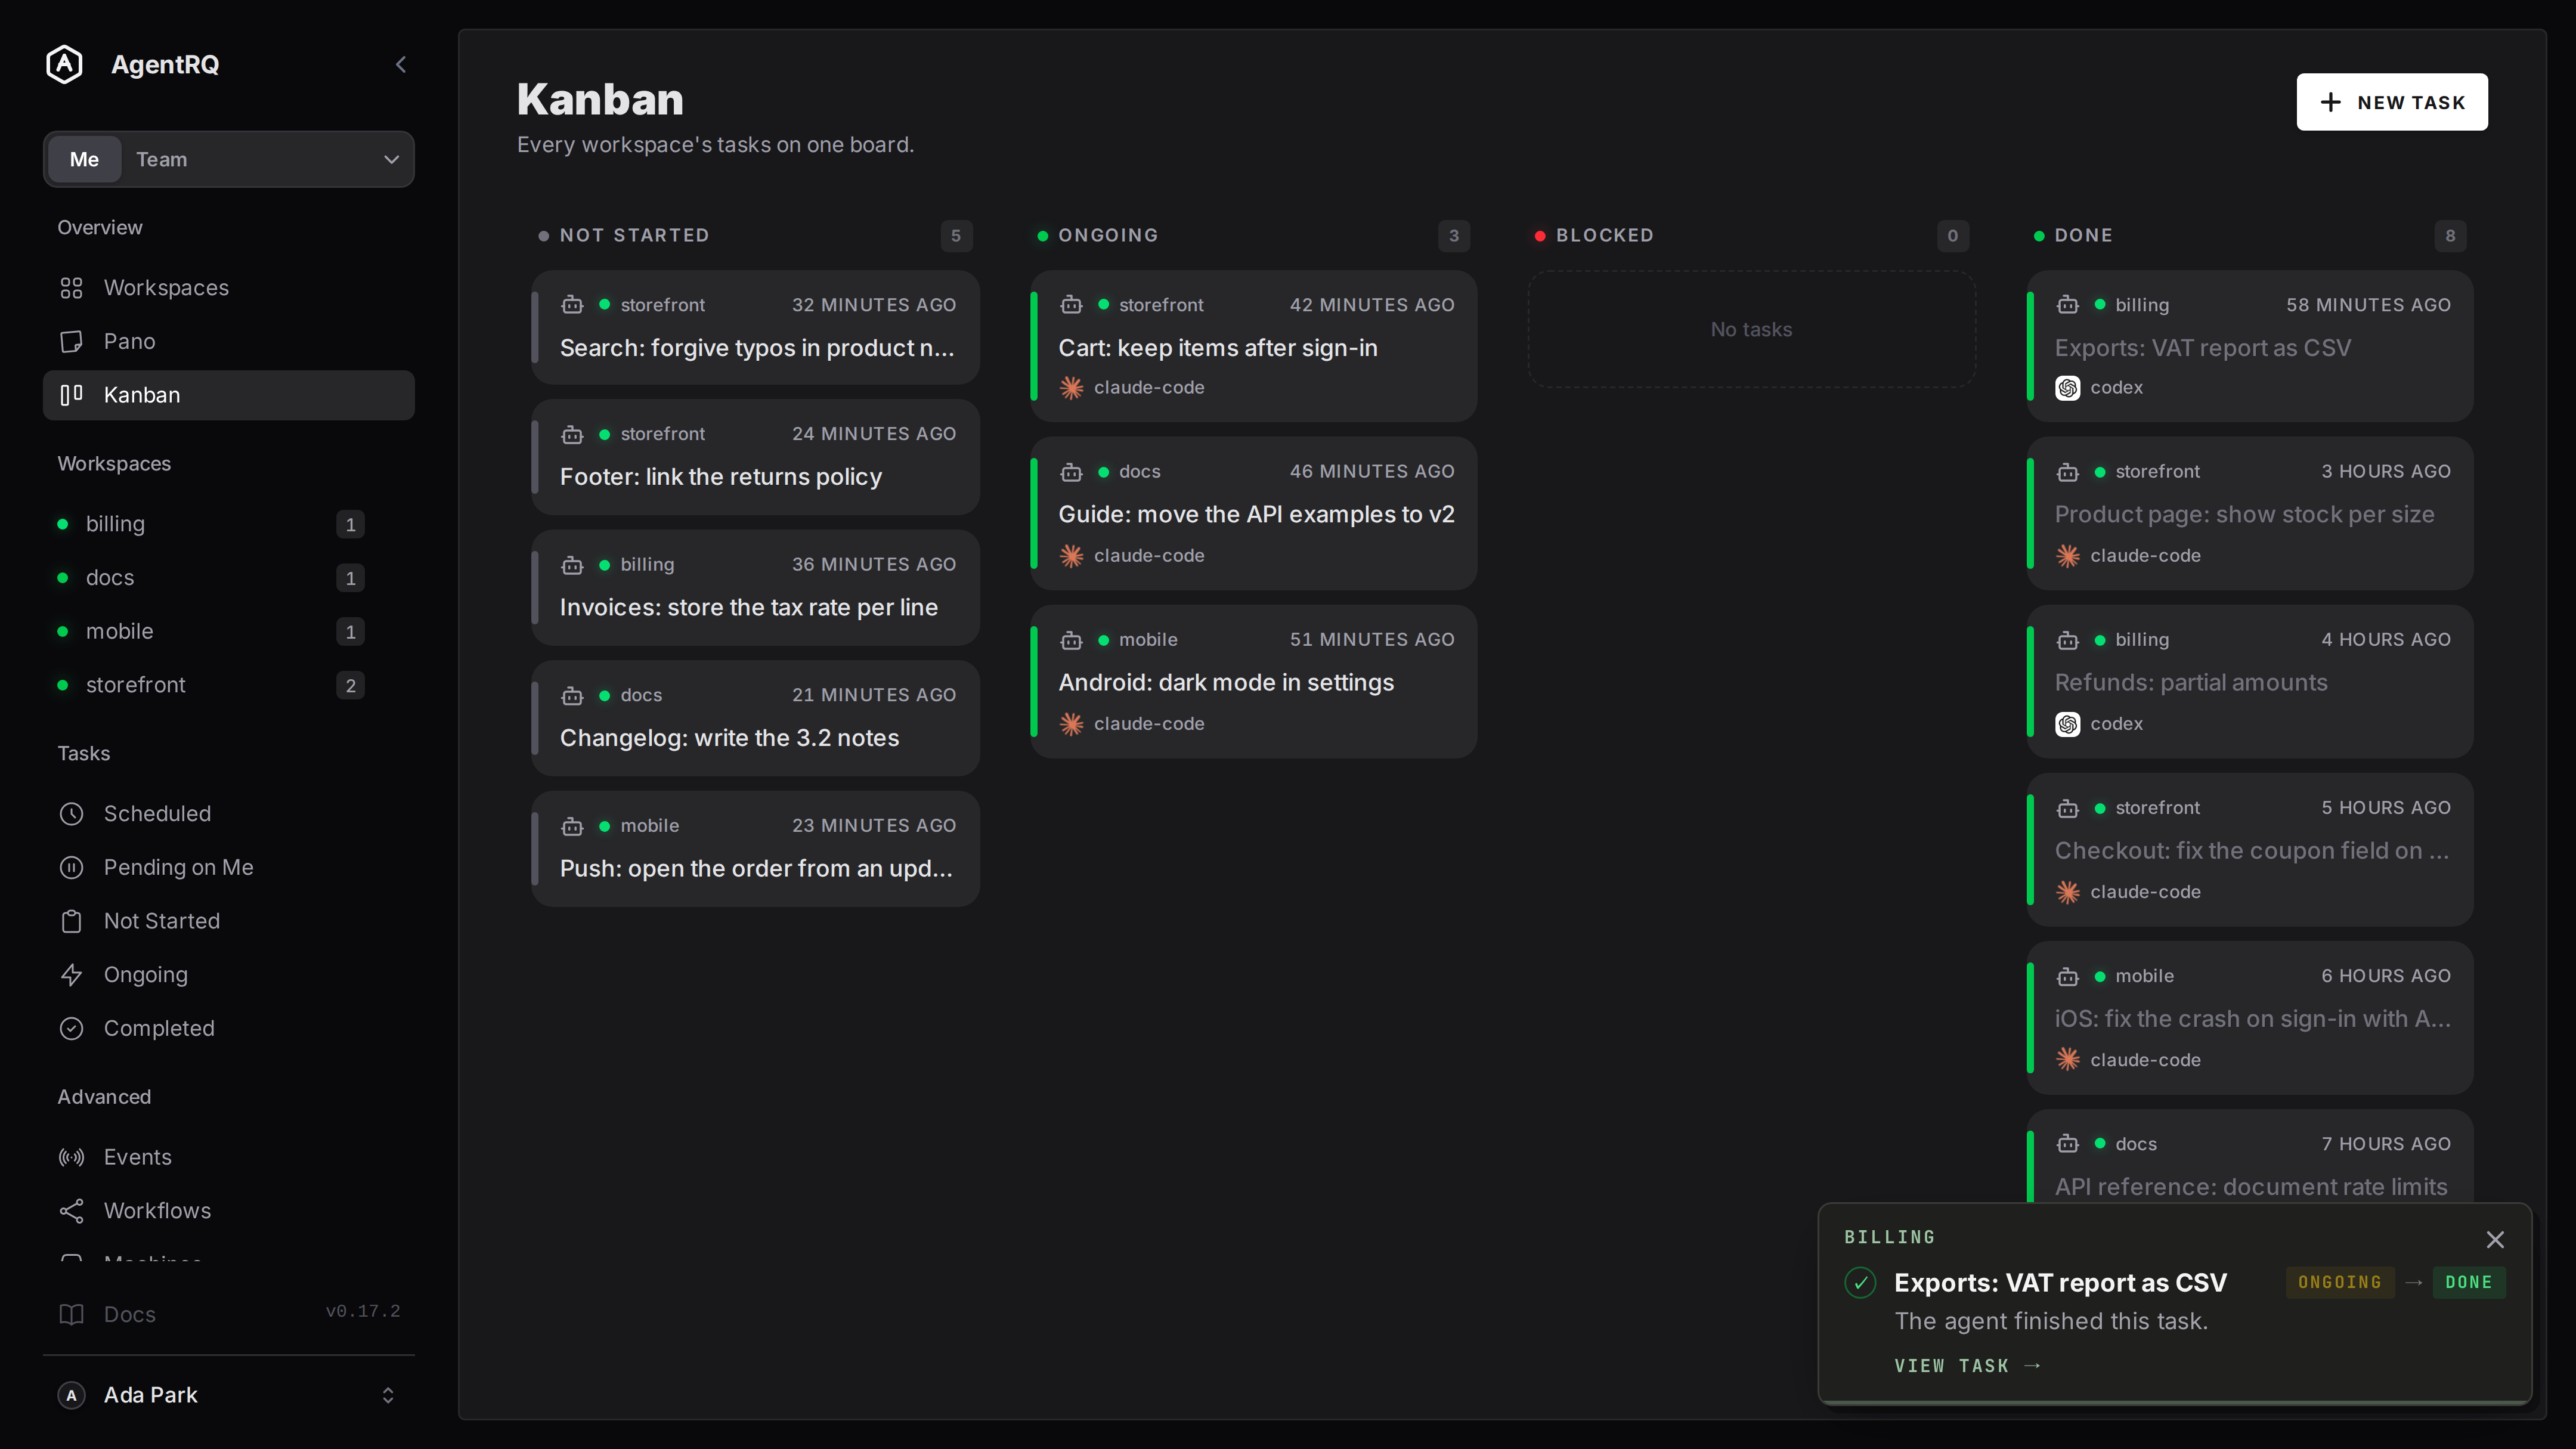 AgentRQ
Me Team
Overview
Workspaces
Pano
Kanban
Workspaces
billing 1
docs 1
mobile 1
storefront 2
Tasks
Scheduled
Pending on Me
Not Started
Ongoing
Completed
Advanced
Events
Workflows
Machines
Docs v0.17.2
A Ada Park
Kanban
Every workspace's tasks on one board.
NEW TASK
NOT STARTED 5
storefront 32 MINUTES AGO
Search: forgive typos in product n...
storefront 24 MINUTES AGO
Footer: link the returns policy
billing 36 MINUTES AGO
Invoices: store the tax rate per line
docs 21 MINUTES AGO
Changelog: write the 3.2 notes
mobile 23 MINUTES AGO
Push: open the order from an upd...
ONGOING 3
storefront 42 MINUTES AGO
Cart: keep items after sign-in
claude-code
docs 46 MINUTES AGO
Guide: move the API examples to v2
claude-code
mobile 51 MINUTES AGO
Android: dark mode in settings
claude-code
BLOCKED 0
No tasks
DONE 8
billing 58 MINUTES AGO
Exports: VAT report as CSV
codex
storefront 3 HOURS AGO
Product page: show stock per size
claude-code
billing 4 HOURS AGO
Refunds: partial amounts
codex
storefront 5 HOURS AGO
Checkout: fix the coupon field on ...
claude-code
mobile 6 HOURS AGO
iOS: fix the crash on sign-in with A...
claude-code
docs 7 HOURS AGO
API reference: document rate limits
BILLING
Exports: VAT report as CSV ONGOING → DONE
The agent finished this task.
VIEW TASK →